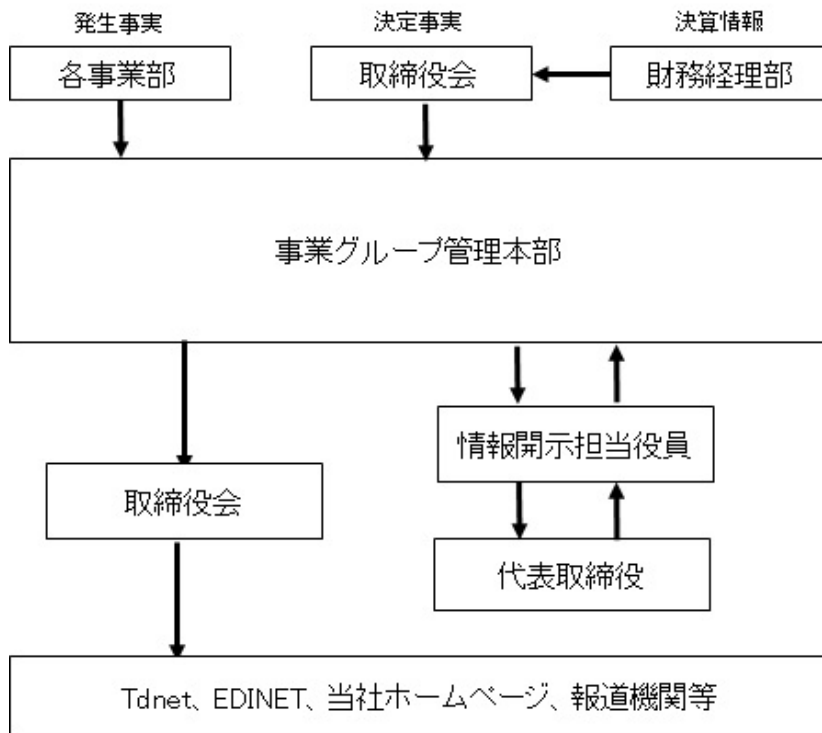 発生事実
決定事実
決算情報
各事業部
取締役会
財務経理部
事業グループ管理本部
情報開示担当役員
取締役会
代表取締役
Tdnet、EDINET、当社ホームページ、報道機関等